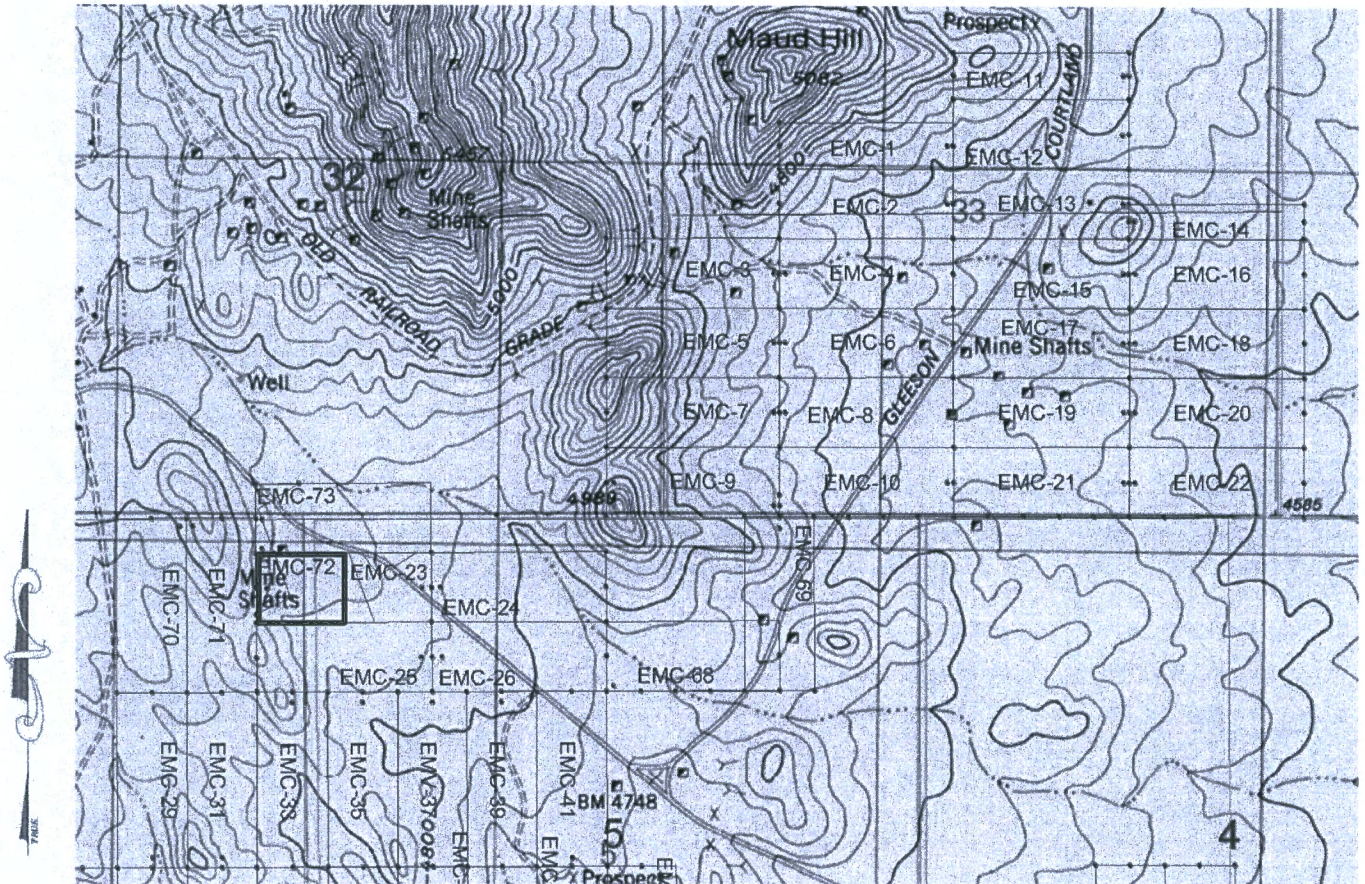 Prospect x
Maud Hill
5082
COURTLAND
EMC-11
EMC-1
EMC-12
6467
32
Mine
Shafts
4800
EMC-2
33
EMC-13
EMC-14
OLD
RAILROAD
GRADE
5000
EMC-3
EMC-4
EMC-16
EMC-15
EMC-17
EMC-5
EMC-6
Mine Shafts
EMC-18
Well
EMC-7
EMC-8
GLEESON
EMC-19
EMC-20
EMC-9
EMC-10
EMC-21
EMC-22
EMC-73
4989
4585
EMC-72
EMC-23
EMC-69
Mine
Shafts
EMC-70
EMC-71
EMC-24
EMC-25
EMC-26
EMC-68
EMC-29
EMC-31
EMC-33
EMC-35
EMC-39
EMC-41
BM 4748
5
4
Prospect